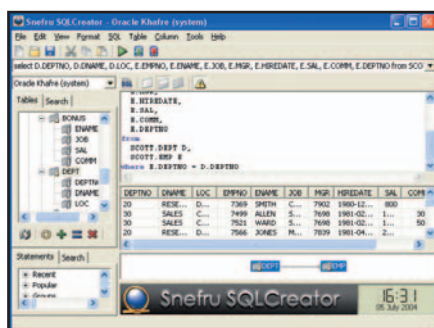 Snefru SQLCreator - Oracle Khafre (system)
File Edit View Format SQL Table Column Tools Help
select D.DEPTNO, D.DNAME, D.LOC, E.EMPNO, E.ENAME, E.JOB, E.MGR, E.HIREDATE, E.SAL, E.COMM, E.DEPTNO from SCO
Oracle Khafre (system)
Tables Search
BONUS
ENAME
JOB
SAL
COMM
DEPT
DEPTN
DNAME
LOC
E.HIREDATE,
E.SAL,
E.COMM,
E.DEPTNO
from
SCOTT.DEPT D,
SCOTT.EMP E
where E.DEPTNO = D.DEPTNO
DEPTNO DNAME LOC EMPNO ENAME JOB MGR HIREDATE SAL COM
20 RESE... D... 7369 SMITH C... 7902 1980-12... 800
30 SALES C... 7499 ALLEN S... 7698 1981-02... 1... 30
30 SALES C... 7521 WARD S... 7698 1981-02... 1... 50
20 RESE... D... 7566 JONES M... 7839 1981-04... 2...
Statements Search
Recent
Popular
Groups
DEPT EMP
Snefru SQLCreator
16:31
05 July 2004